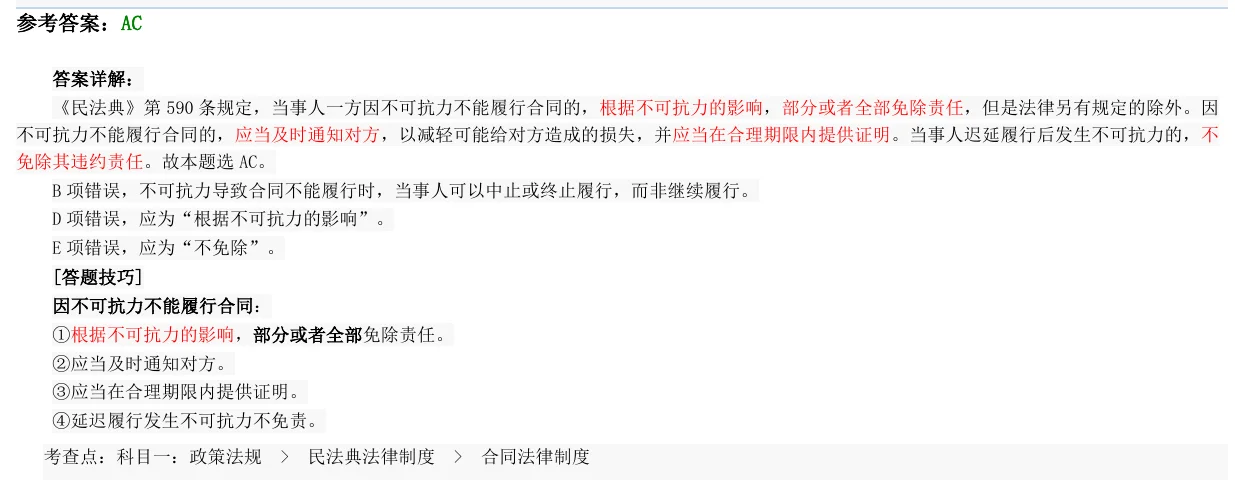 参考答案：AC
答案详解：
《民法典》第 590 条规定，当事人一方因不可抗力不能履行合同的，根据不可抗力的影响，部分或者全部免除责任，但是法律另有规定的除外。因
不可抗力不能履行合同的，应当及时通知对方，以减轻可能给对方造成的损失，并应当在合理期限内提供证明。当事人迟延履行后发生不可抗力的，不
免除其违约责任。故本题选 AC。
B 项错误，不可抗力导致合同不能履行时，当事人可以中止或终止履行，而非继续履行。
D 项错误，应为“根据不可抗力的影响”。
E 项错误，应为“不免除”。
[答题技巧]
因不可抗力不能履行合同：
①根据不可抗力的影响，部分或者全部免除责任。
②应当及时通知对方。
③应当在合理期限内提供证明。
④延迟履行发生不可抗力不免责。
考查点：科目一：政策法规 > 民法典法律制度 > 合同法律制度